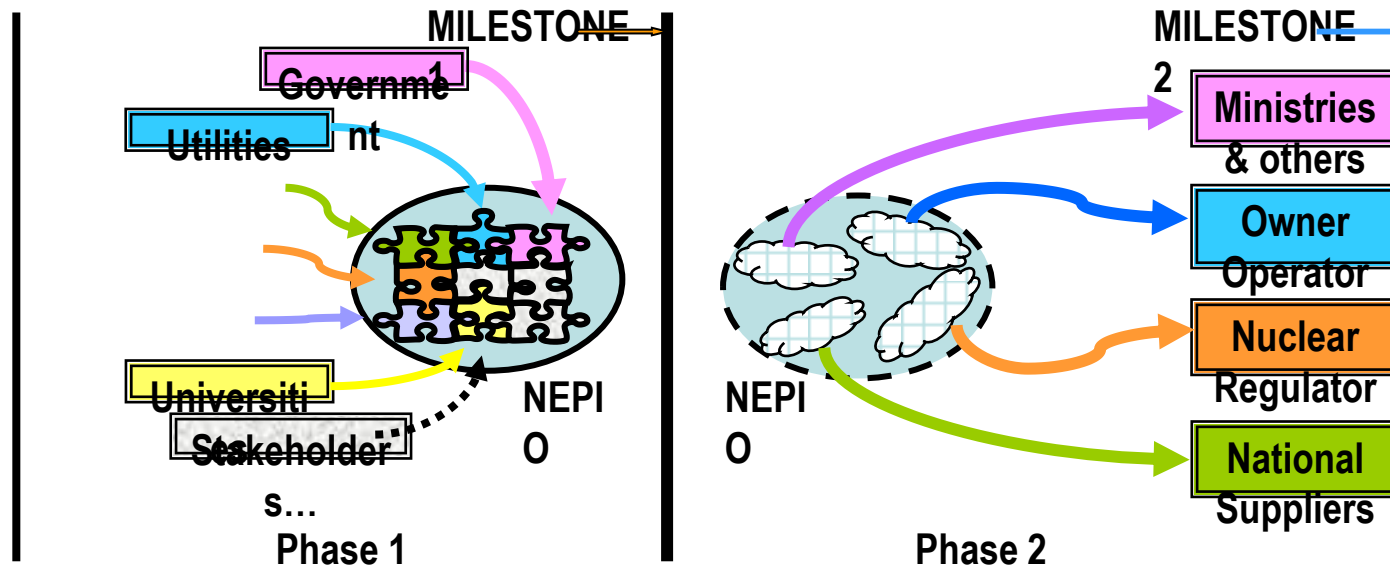 MILESTONE
1
Governme
nt
Utilities
Universiti
es
Stakeholder
s…
NEPI
O
Phase 1
MILESTONE
2
Ministries
& others
Owner
Operator
Nuclear
Regulator
National
Suppliers
NEPI
O
Phase 2